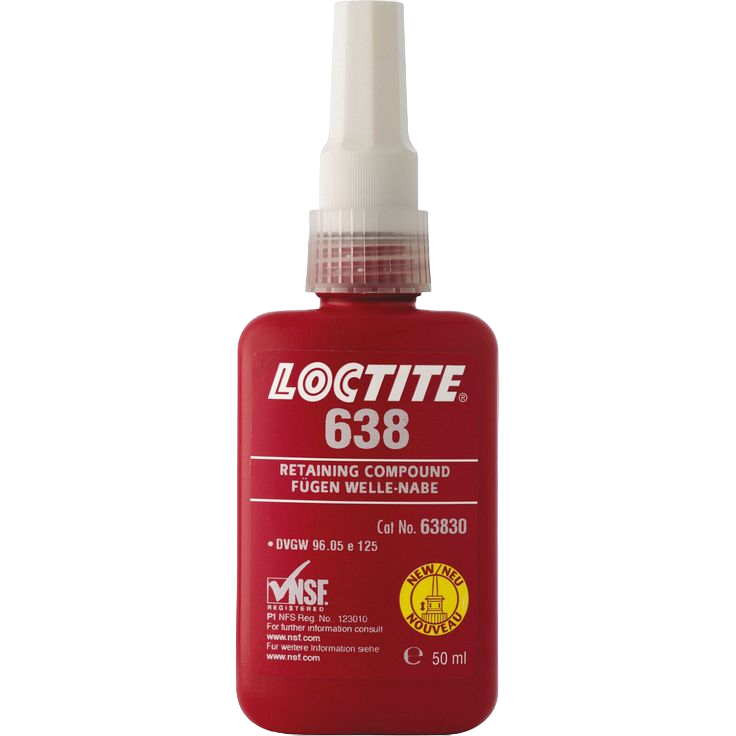 LOCTITE®
638
RETAINING COMPOUND
FÜGEN WELLE-NABE
Cat No. 63830
• DVGW 96.05 e 125
NEW/NEU
NOUVEAU
NSF.
REGISTERED
P1 NFS Reg. No. 123010
For further information consult
www.nsf.com
Fur weitere Information siehe
www.nsf.com
℮ 50 ml